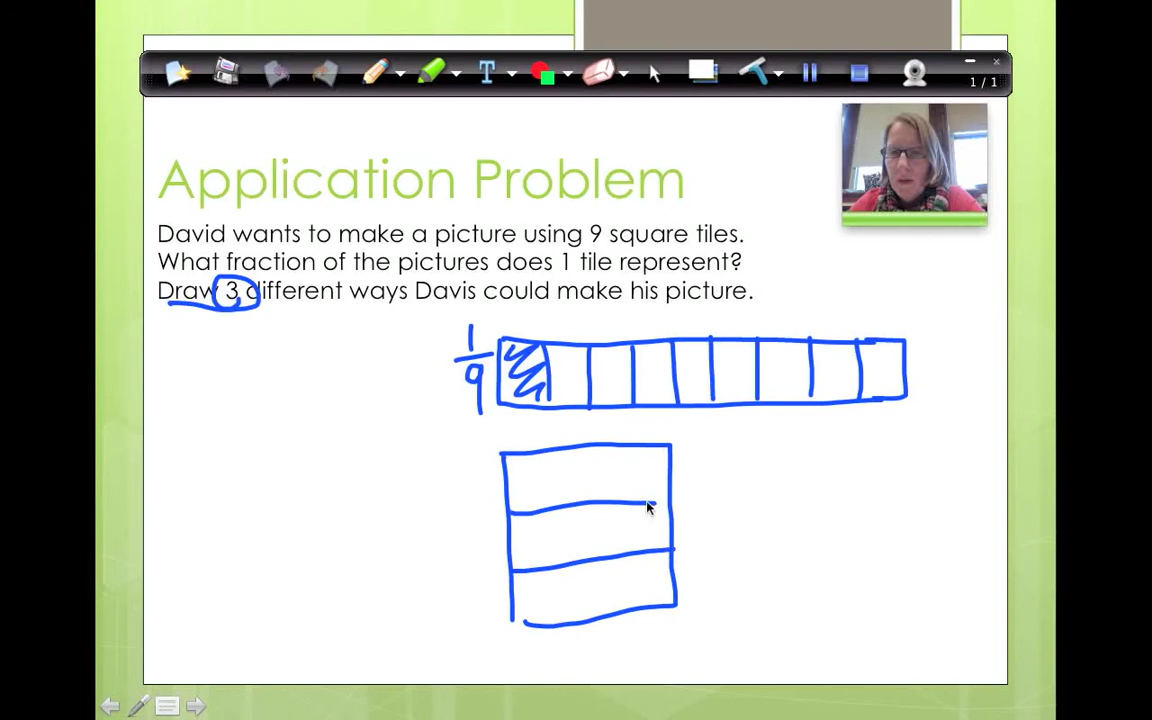 1 / 1
Application Problem
David wants to make a picture using 9 square tiles.
What fraction of the pictures does 1 tile represent?
Draw 3 different ways Davis could make his picture.
1
9